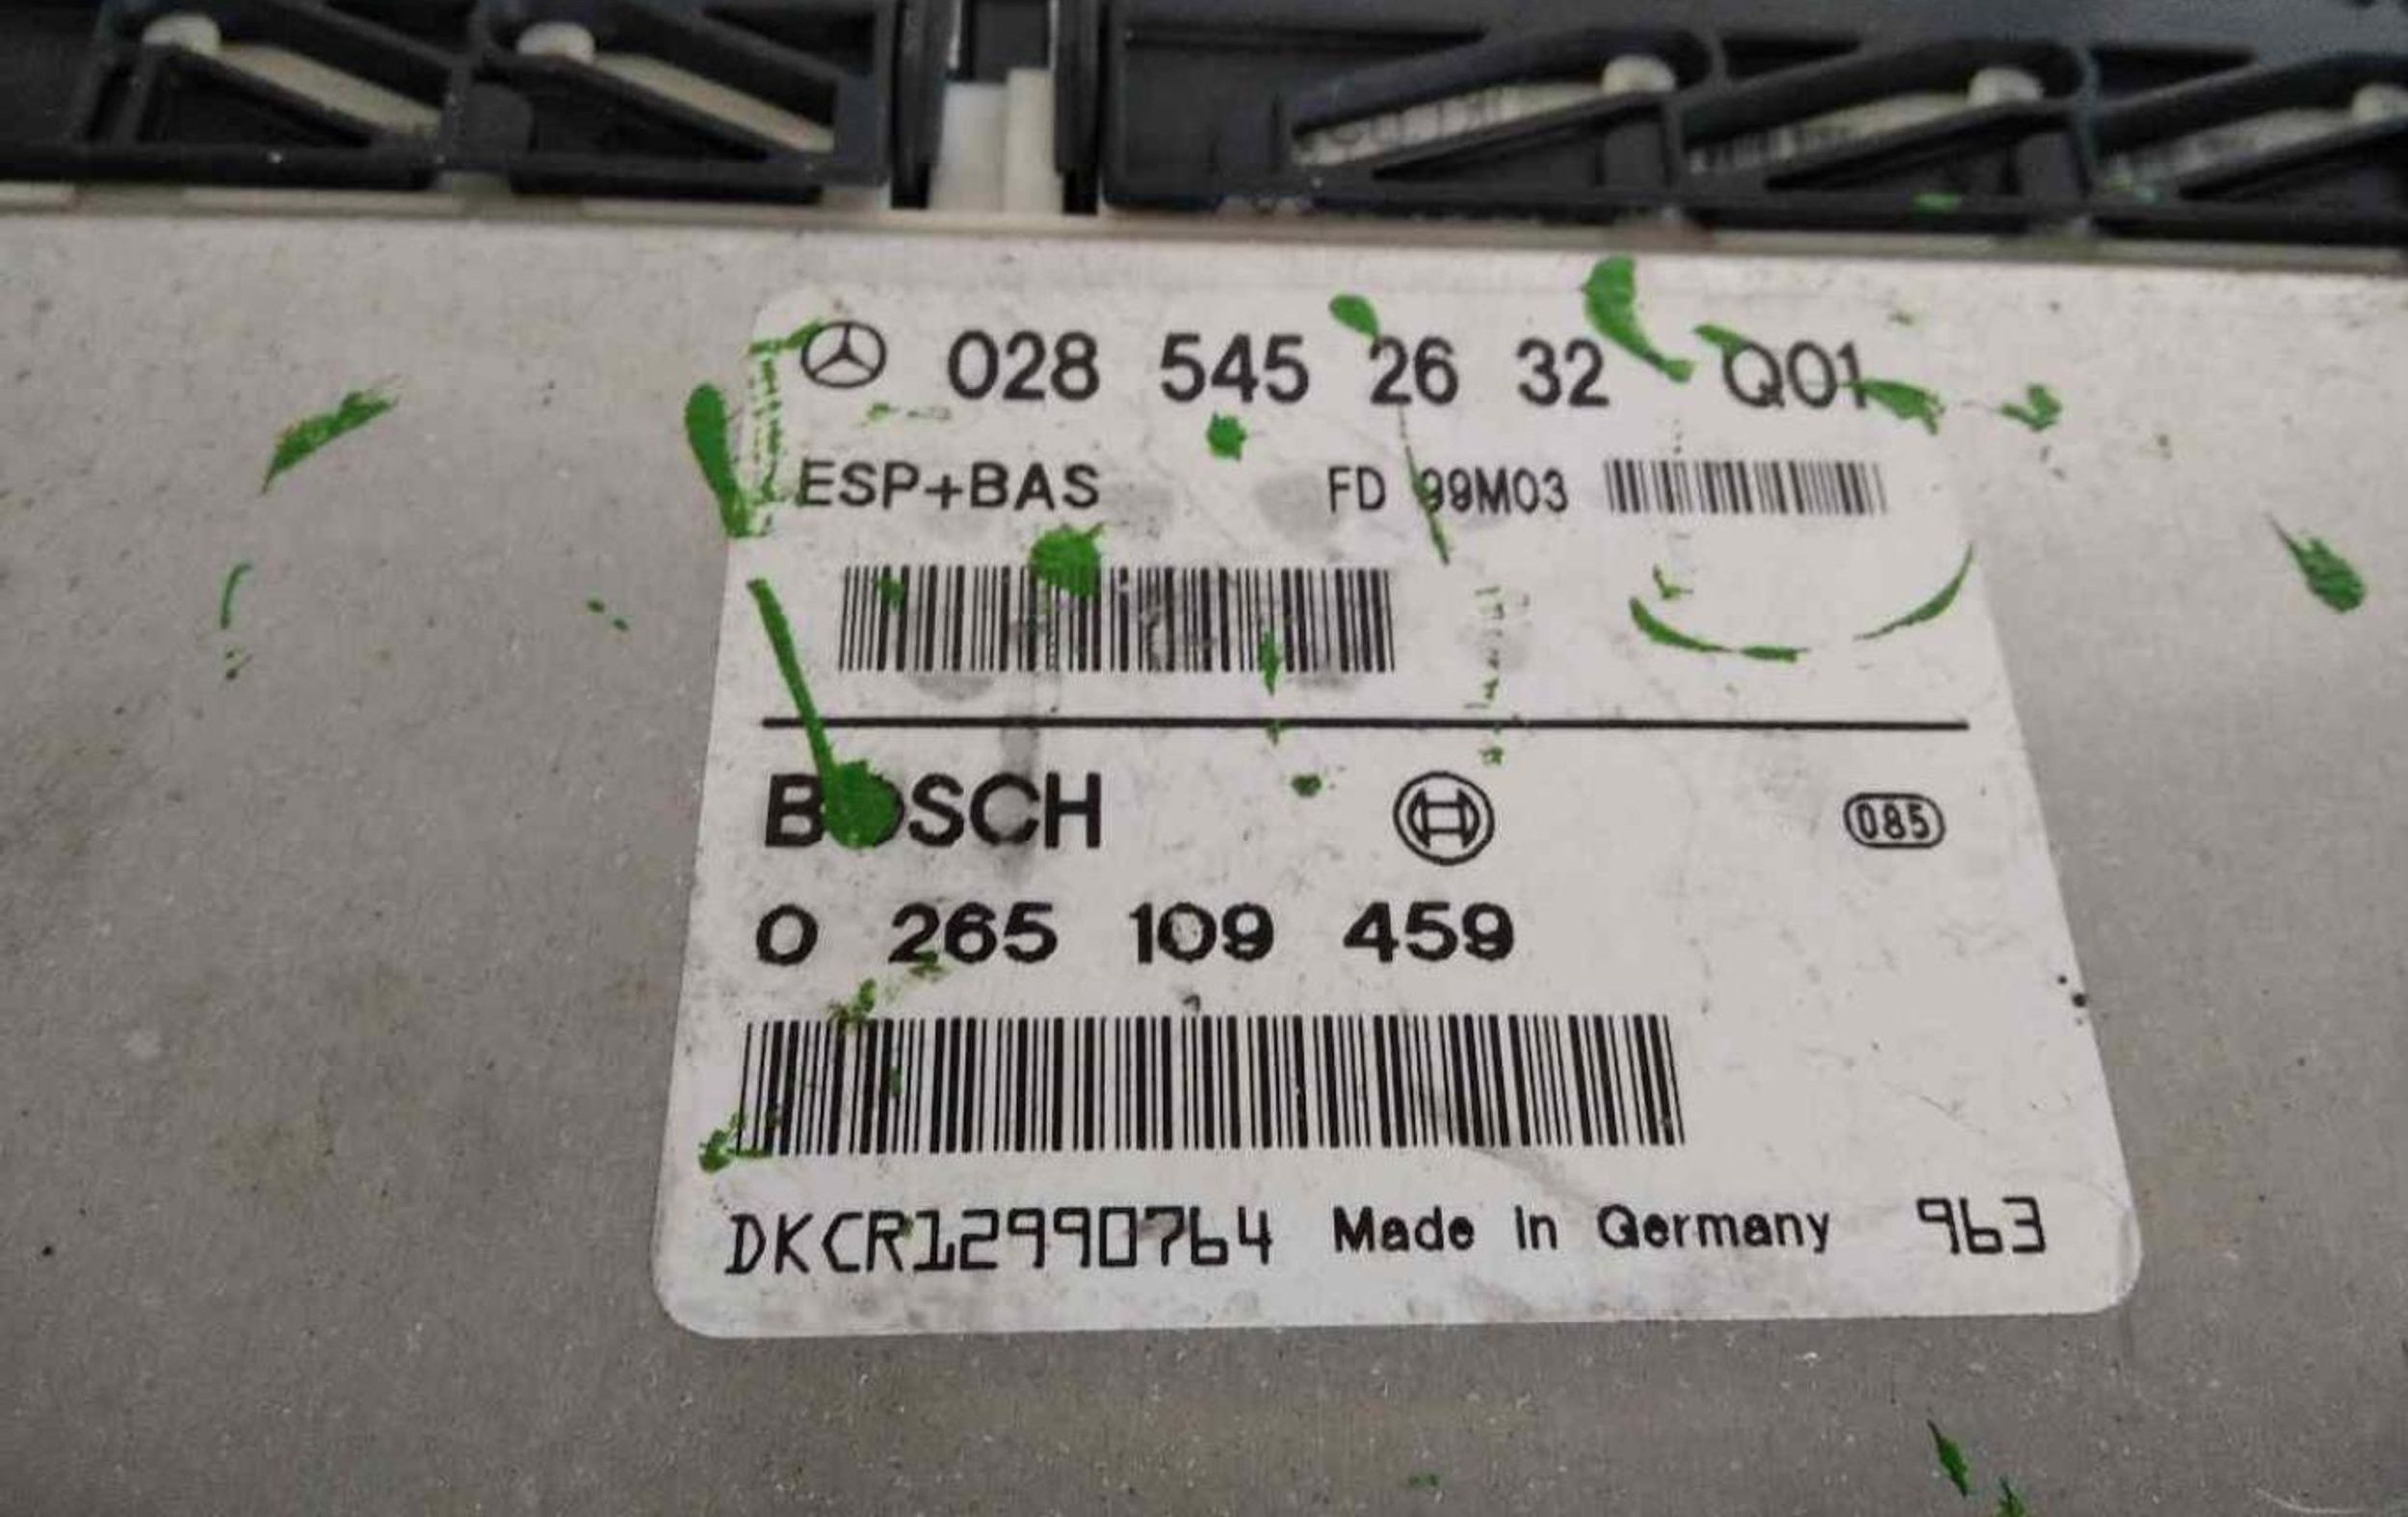 028 545 26 32 Q01
ESP+BAS FD 99M03
BOSCH 085
0 265 109 459
DKCR12990764 Made in Germany 963